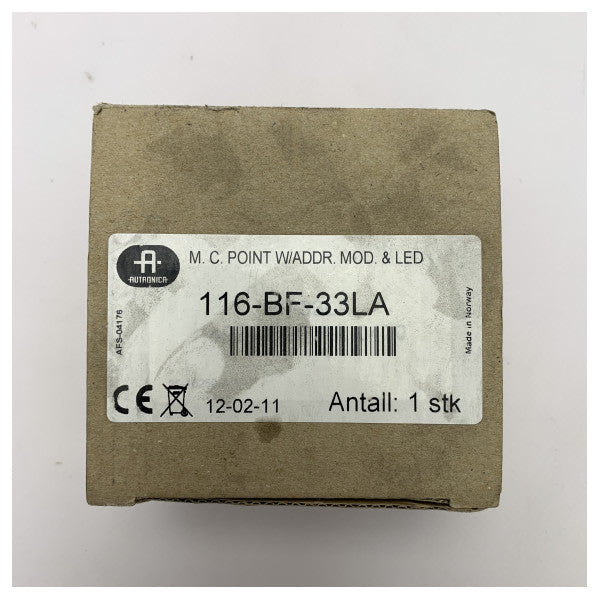 A
AUTRONICA
M. C. POINT W/ADDR. MOD. & LED
116-BF-33LA
AFS-04176
Made in Norway
CE
12-02-11
Antall: 1 stk